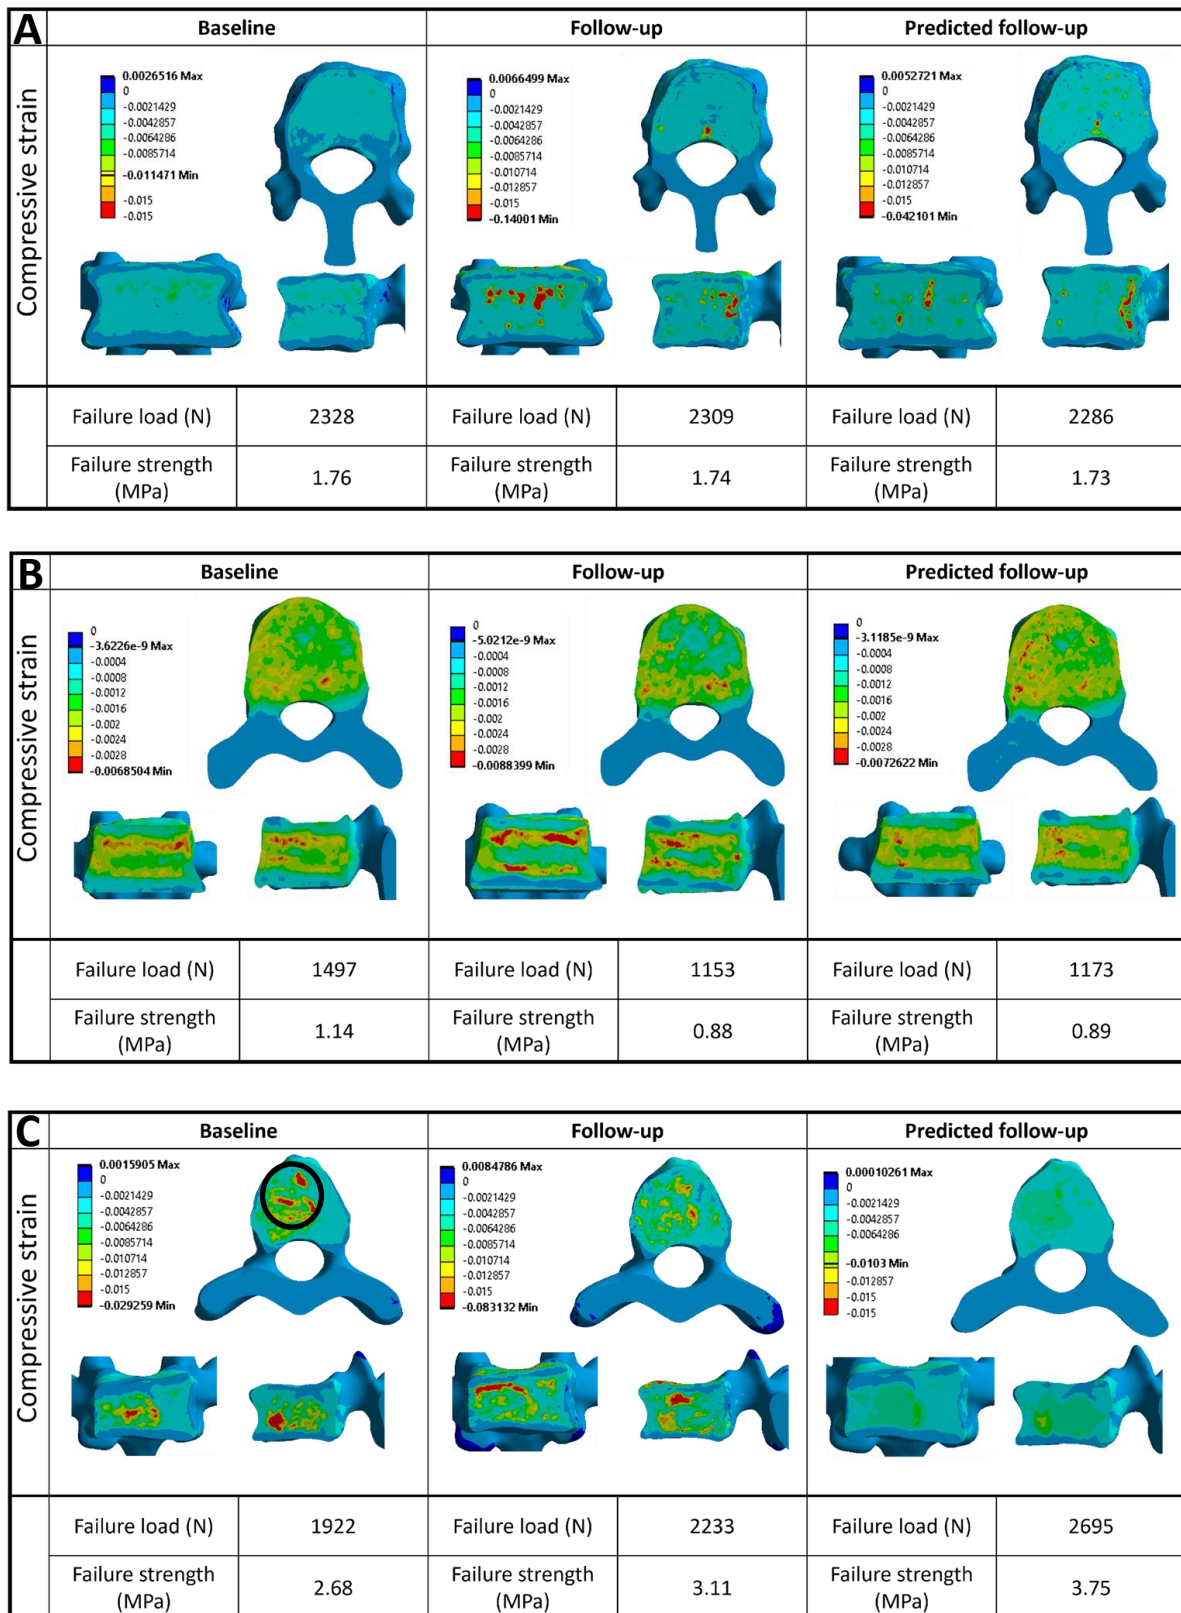 A
Baseline
Follow-up
Predicted follow-up
Compressive strain
0.0026516 Max
0
-0.0021429
-0.0042857
-0.0064286
-0.0085714
-0.011471 Min
-0.015
-0.015
0.0066499 Max
0
-0.0021429
-0.0042857
-0.0064286
-0.0085714
-0.010714
-0.012857
-0.015
-0.14001 Min
0.0052721 Max
0
-0.0021429
-0.0042857
-0.0064286
-0.0085714
-0.010714
-0.012857
-0.015
-0.042101 Min
Failure load (N)
2328
Failure load (N)
2309
Failure load (N)
2286
Failure strength
(MPa)
1.76
Failure strength
(MPa)
1.74
Failure strength
(MPa)
1.73
B
Baseline
Follow-up
Predicted follow-up
Compressive strain
0
-3.6226e-9 Max
-0.0004
-0.0008
-0.0012
-0.0016
-0.002
-0.0024
-0.0028
-0.0068504 Min
0
-5.0212e-9 Max
-0.0004
-0.0008
-0.0012
-0.0016
-0.002
-0.0024
-0.0028
-0.0088399 Min
0
-3.1185e-9 Max
-0.0004
-0.0008
-0.0012
-0.0016
-0.002
-0.0024
-0.0028
-0.0072622 Min
Failure load (N)
1497
Failure load (N)
1153
Failure load (N)
1173
Failure strength
(MPa)
1.14
Failure strength
(MPa)
0.88
Failure strength
(MPa)
0.89
C
Baseline
Follow-up
Predicted follow-up
Compressive strain
0.0015905 Max
0
-0.0021429
-0.0042857
-0.0064286
-0.0085714
-0.010714
-0.012857
-0.015
-0.029259 Min
0.0084786 Max
0
-0.0021429
-0.0042857
-0.0064286
-0.0085714
-0.010714
-0.012857
-0.015
-0.083132 Min
0.00010261 Max
0
-0.0021429
-0.0042857
-0.0064286
-0.0103 Min
-0.012857
-0.015
Failure load (N)
1922
Failure load (N)
2233
Failure load (N)
2695
Failure strength
(MPa)
2.68
Failure strength
(MPa)
3.11
Failure strength
(MPa)
3.75